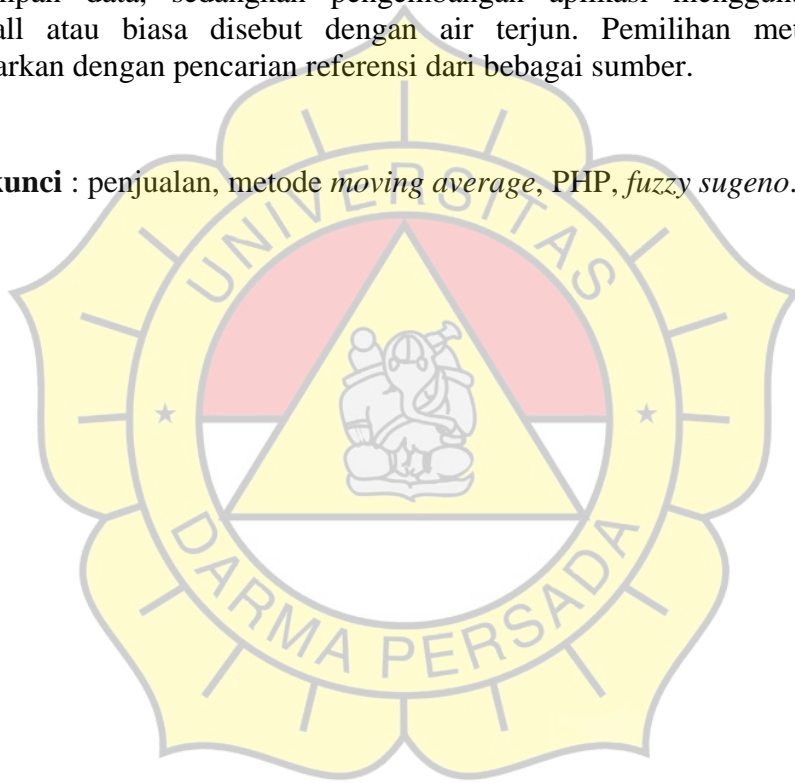 mpan data, sedangkan pengembangan aplikasi menggun
all atau biasa disebut dengan air terjun. Pemilihan met
arkan dengan pencarian referensi dari bebagai sumber.
kunci : penjualan, metode moving average, PHP, fuzzy sugeno.
UNIVERSITAS
DARMA PERSADA